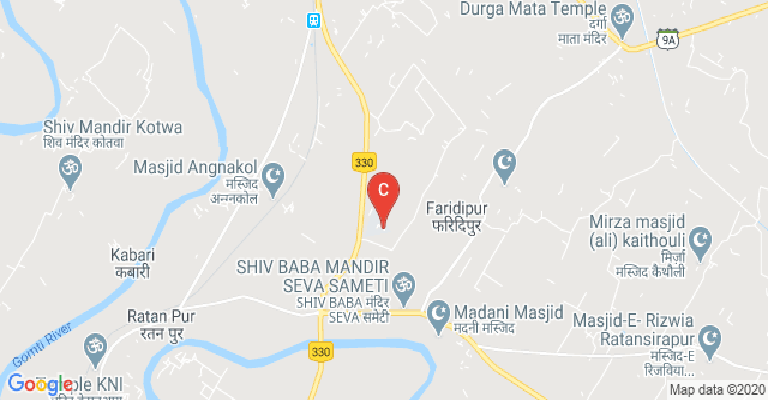 Durga Mata Temple
दुर्गा
माता मंदिर
9A
Shiv Mandir Kotwa
शिव मंदिर कोतवा
Masjid Angnakol
मस्जिद
अन्नकोल
330
C
Faridipur
फरिदिपुर
Mirza masjid
(ali) kaithouli
मिर्ज़ा
मस्जिद कैथौली
Kabari
कबारी
SHIV BABA MANDIR
SEVA SAMETI
SHIV BABA मंदिर
SEVA समेटी
Ratan Pur
रतन पुर
Madani Masjid
मदनी मस्जिद
Masjid-E- Rizwia
Ratansirapur
मस्जिद-E
रिजविया...
Gomti River
330
Google
ple KNI
Map data ©2020